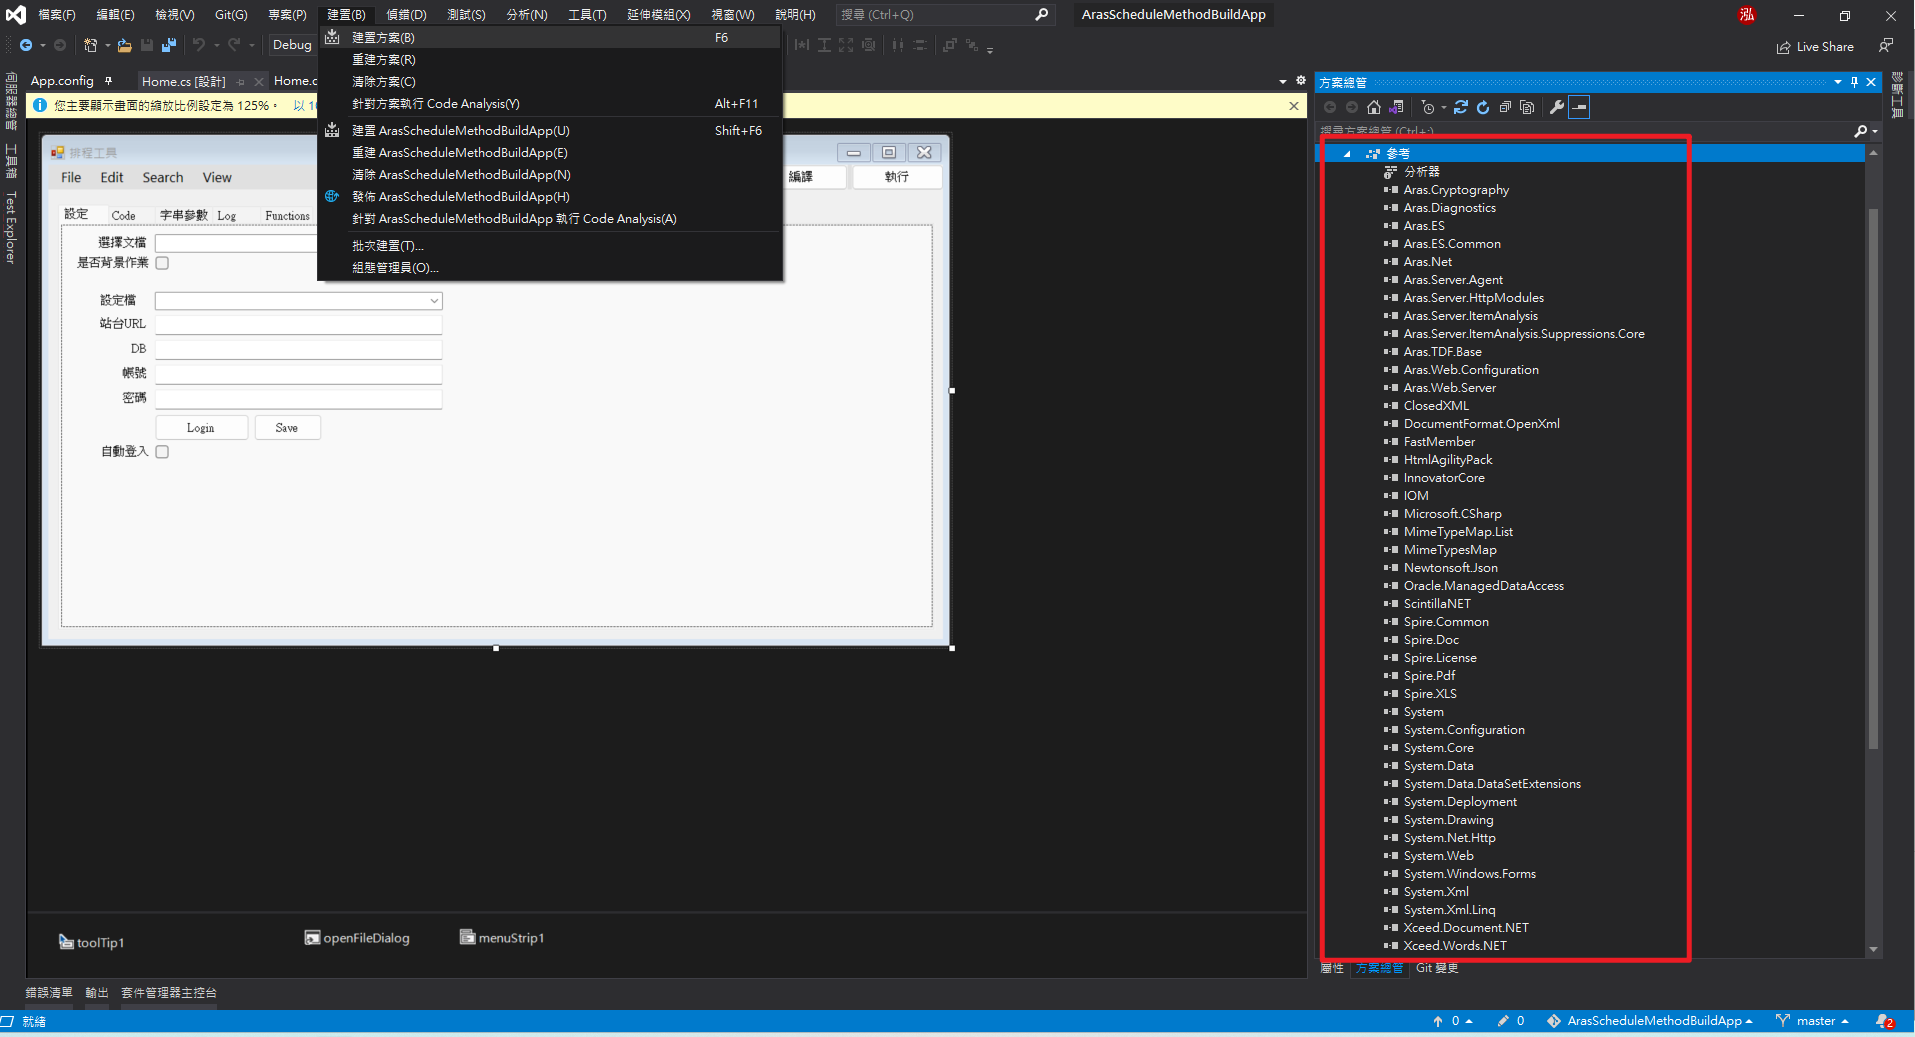 檔案(F) 編輯(E) 檢視(V) Git(G) 專案(P) 建置(B) 偵錯(D) 測試(S) 分析(N) 工具(T) 延伸模組(X) 視窗(W) 說明(H) 搜尋 (Ctrl+Q) ArasScheduleMethodBuildApp 泓
Debug Live Share
建置方案(B) F6
重建方案(R)
清除方案(C)
針對方案執行 Code Analysis(Y) Alt+F11
建置 ArasScheduleMethodBuildApp(U) Shift+F6
重建 ArasScheduleMethodBuildApp(E)
清除 ArasScheduleMethodBuildApp(N)
發佈 ArasScheduleMethodBuildApp(H)
針對 ArasScheduleMethodBuildApp 執行 Code Analysis(A)
批次建置(T)...
組態管理員(O)...
伺服器總管
工具箱
Test Explorer
App.config Home.cs [設計] Home.c
您主要顯示畫面的縮放比例設定為 125%。 以 10
排程工具
File Edit Search View 編譯 執行
設定 Code 字串參數 Log Functions
選擇文檔
是否背景作業
設定檔
站台URL
DB
帳號
密碼
Login Save
自動登入
toolTip1 openFileDialog menuStrip1
方案總管
搜尋方案總管 (Ctrl+;)
參考
分析器
Aras.Cryptography
Aras.Diagnostics
Aras.ES
Aras.ES.Common
Aras.Net
Aras.Server.Agent
Aras.Server.HttpModules
Aras.Server.ItemAnalysis
Aras.Server.ItemAnalysis.Suppressions.Core
Aras.TDF.Base
Aras.Web.Configuration
Aras.Web.Server
ClosedXML
DocumentFormat.OpenXml
FastMember
HtmlAgilityPack
InnovatorCore
IOM
Microsoft.CSharp
MimeTypeMap.List
MimeTypesMap
Newtonsoft.Json
Oracle.ManagedDataAccess
ScintillaNET
Spire.Common
Spire.Doc
Spire.License
Spire.Pdf
Spire.XLS
System
System.Configuration
System.Core
System.Data
System.Data.DataSetExtensions
System.Deployment
System.Drawing
System.Net.Http
System.Web
System.Windows.Forms
System.Xml
System.Xml.Linq
Xceed.Document.NET
Xceed.Words.NET
屬性 方案總管 Git 變更
診斷工具
錯誤清單 輸出 套件管理器主控台
就緒 0 0 ArasScheduleMethodBuildApp master 2